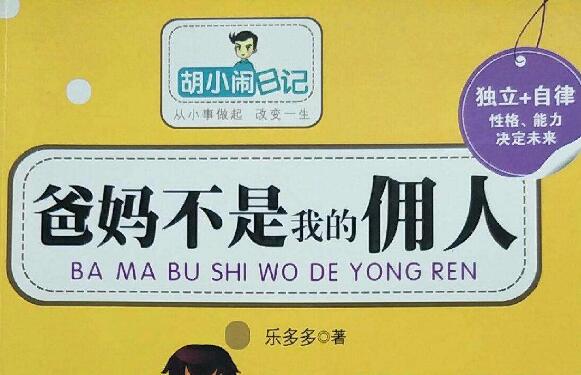 胡小闹日记
从小事做起 改变一生
独立+自律
性格、能力
决定未来
爸妈不是我的佣人
BA MA BU SHI WO DE YONG REN
乐多多◎著